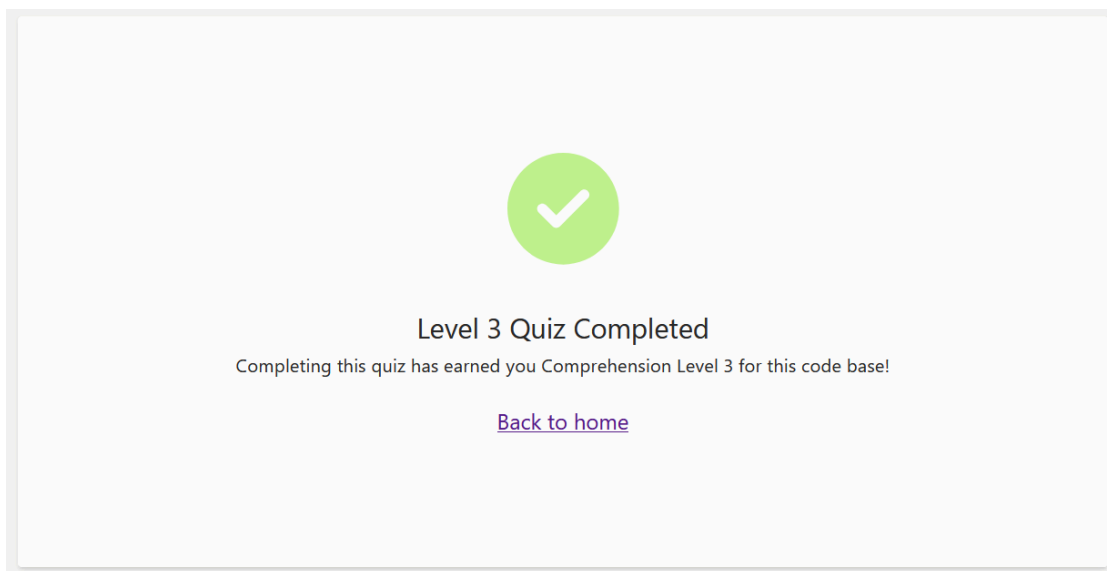 Level 3 Quiz Completed
Completing this quiz has earned you Comprehension Level 3 for this code base!
Back to home